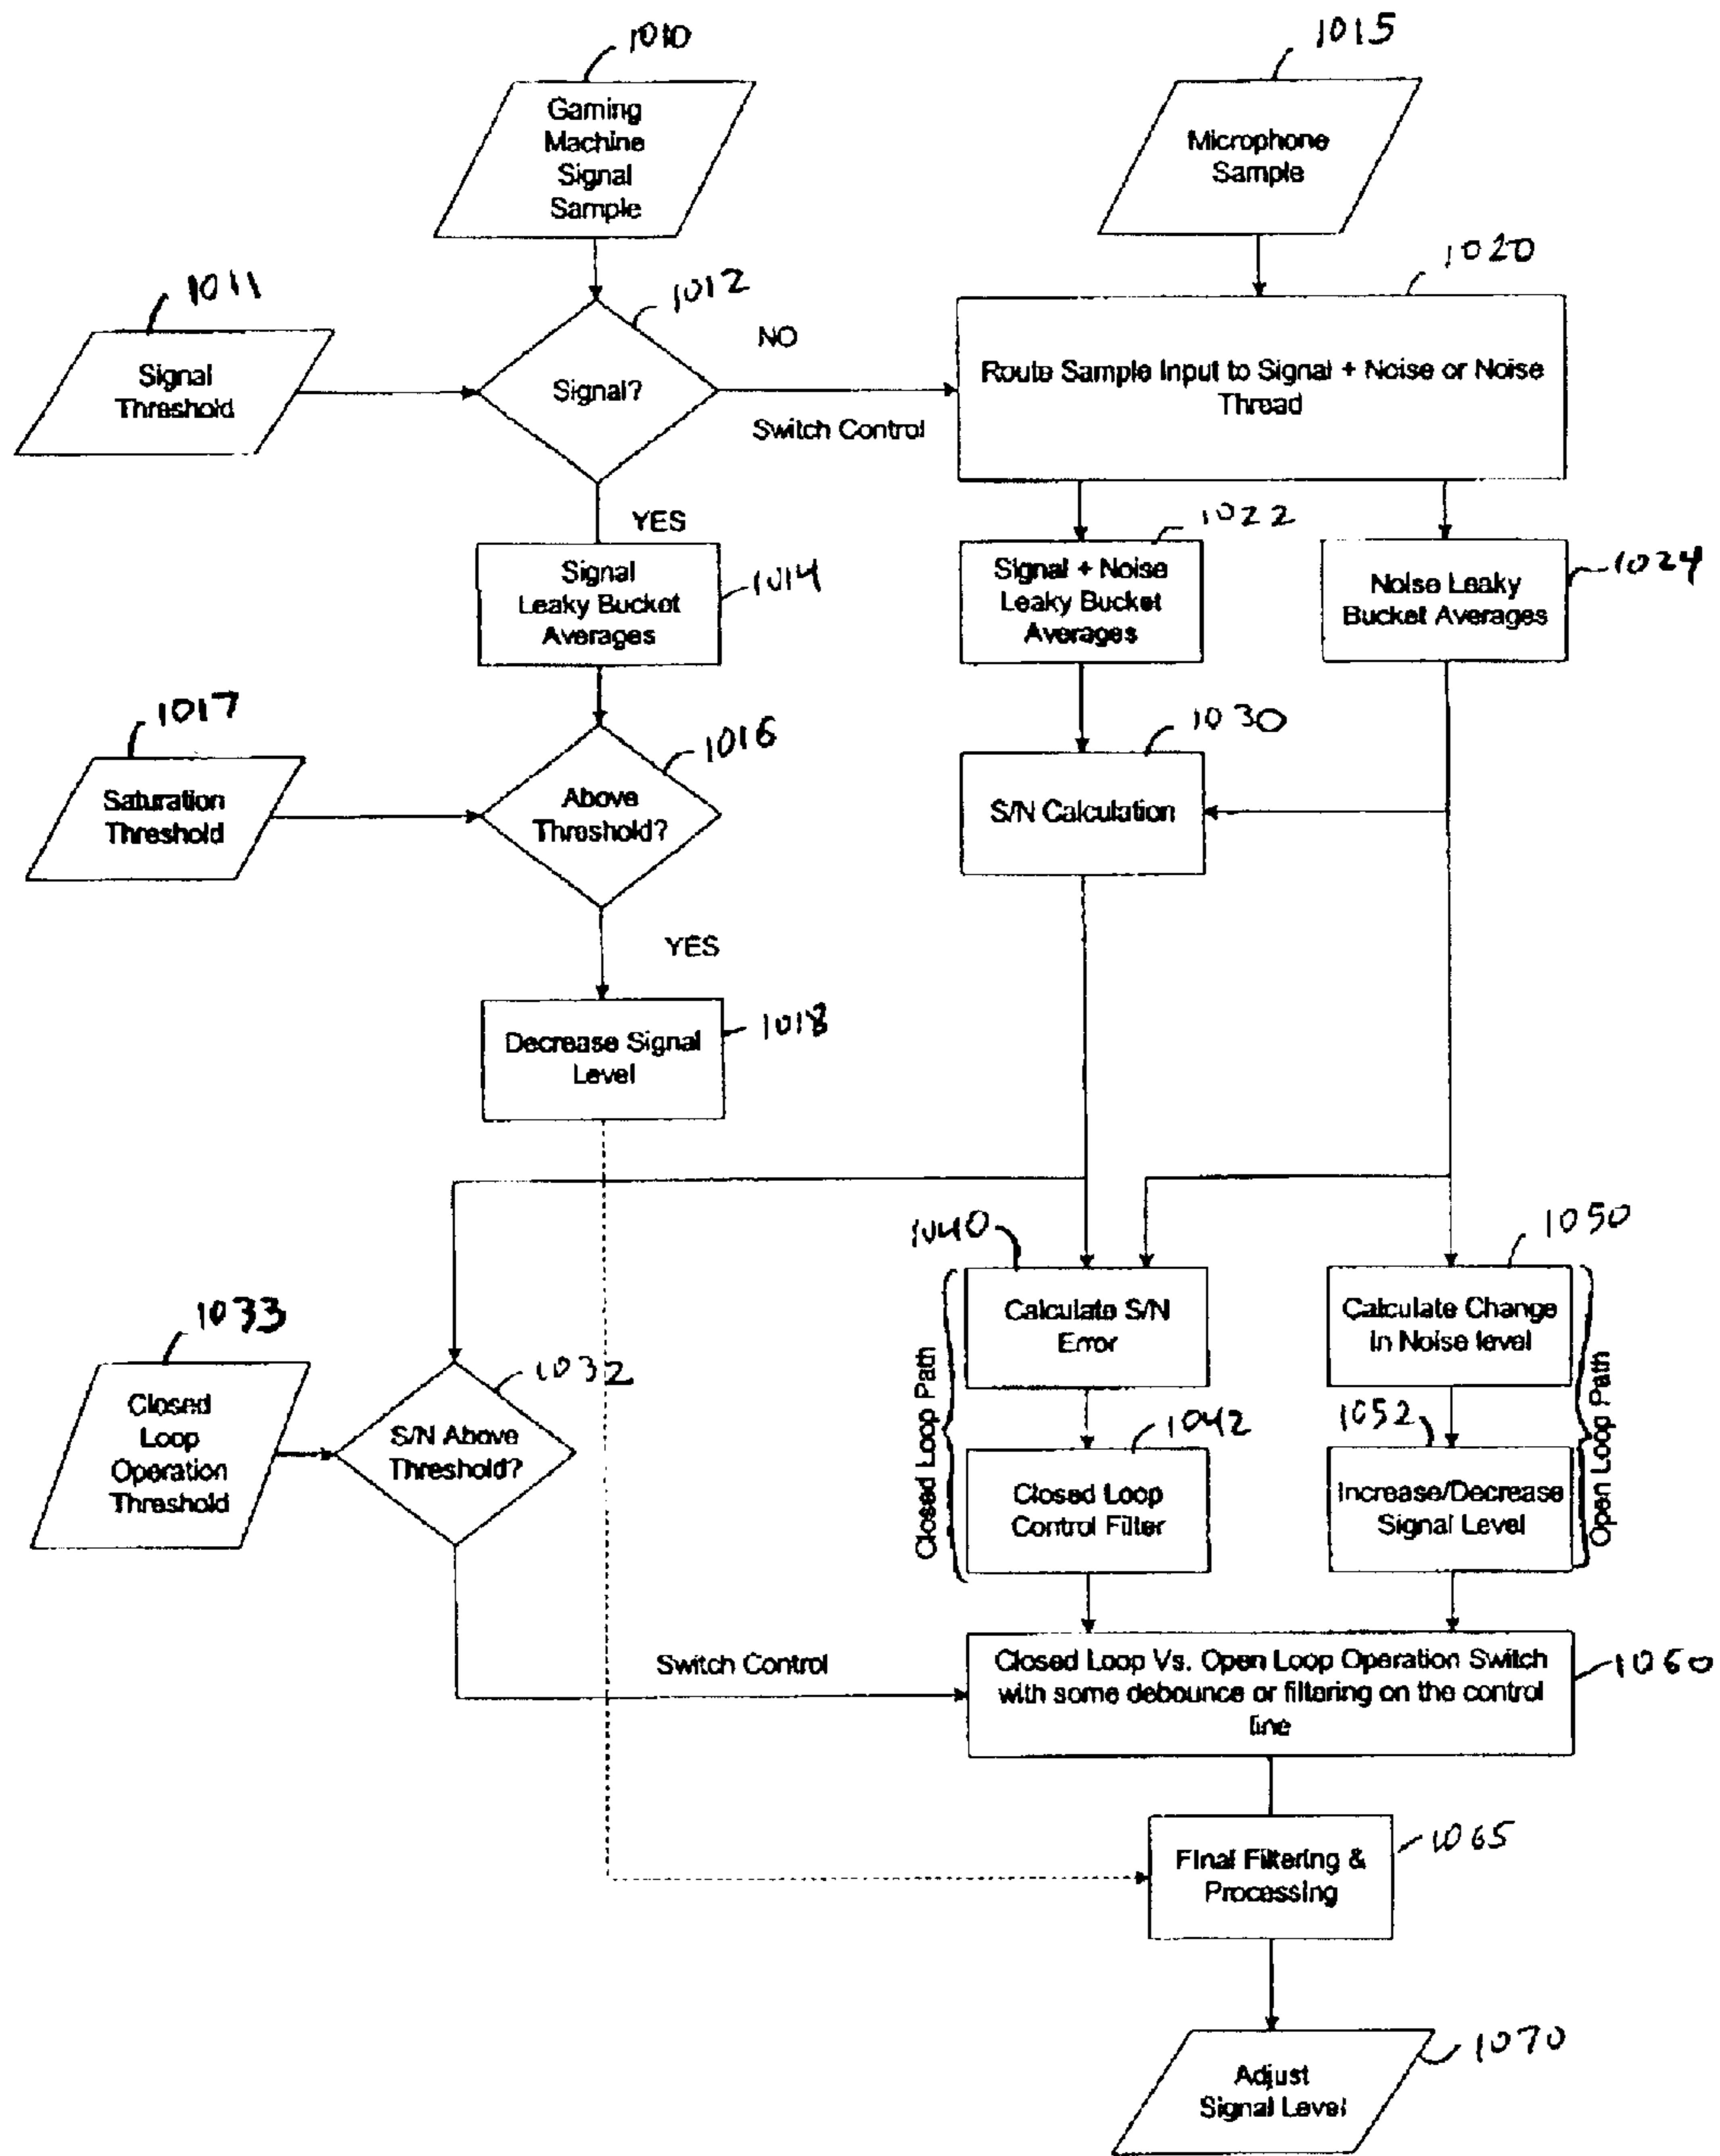 1010
Gaming
Machine
Signal
Sample
1015
Microphone
Sample
1011
Signal
Threshold
1012
Signal?
NO
Switch Control
1020
Route Sample Input to Signal + Noise or Noise
Thread
YES
Signal
Leaky Bucket
Averages
1014
1022
Signal + Noise
Leaky Bucket
Averages
Noise Leaky
Bucket Averages
1024
1017
Saturation
Threshold
1016
Above
Threshold?
1030
S/N Calculation
YES
Decrease Signal
Level
1018
1033
Closed
Loop
Operation
Threshold
1032
S/N Above
Threshold?
1040
Calculate S/N
Error
Closed Loop Path
1042
Closed Loop
Control Filter
1050
Calculate Change
in Noise level
1052
Increase/Decrease
Signal Level
Open Loop Path
Switch Control
Closed Loop Vs. Open Loop Operation Switch
with some debounce or filtering on the control
line
1060
Final Filtering &
Processing
1065
Adjust
Signal Level
1070